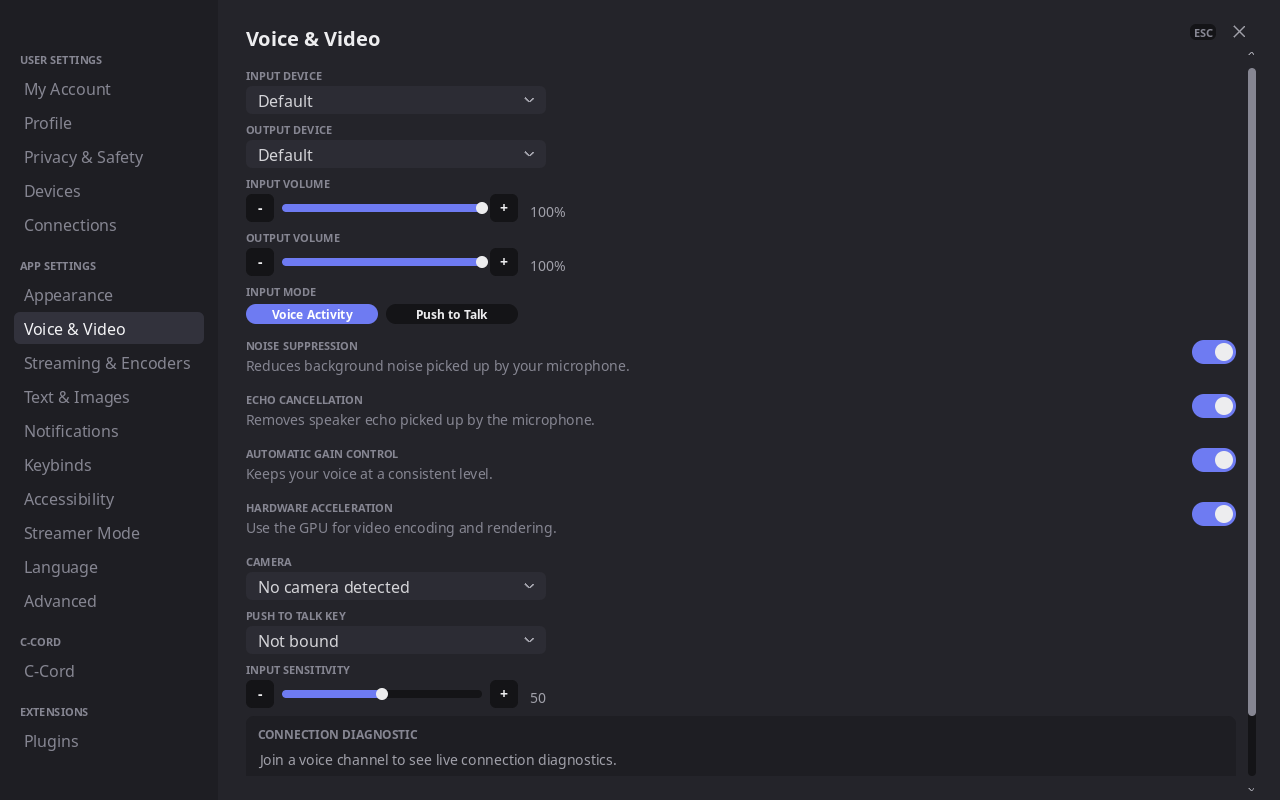 USER SETTINGS
My Account
Profile
Privacy & Safety
Devices
Connections
APP SETTINGS
Appearance
Voice & Video
Streaming & Encoders
Text & Images
Notifications
Keybinds
Accessibility
Streamer Mode
Language
Advanced
C-CORD
C-Cord
EXTENSIONS
Plugins
Voice & Video
ESC
INPUT DEVICE
Default
OUTPUT DEVICE
Default
INPUT VOLUME
- + 100%
OUTPUT VOLUME
- + 100%
INPUT MODE
Voice Activity Push to Talk
NOISE SUPPRESSION
Reduces background noise picked up by your microphone.
ECHO CANCELLATION
Removes speaker echo picked up by the microphone.
AUTOMATIC GAIN CONTROL
Keeps your voice at a consistent level.
HARDWARE ACCELERATION
Use the GPU for video encoding and rendering.
CAMERA
No camera detected
PUSH TO TALK KEY
Not bound
INPUT SENSITIVITY
- + 50
CONNECTION DIAGNOSTIC
Join a voice channel to see live connection diagnostics.